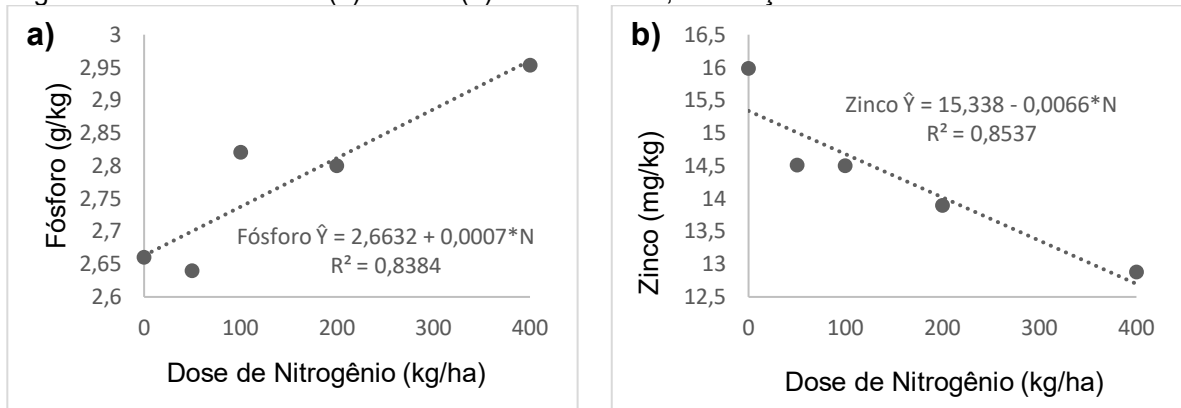 a)
3
2,95
2,9
2,85
2,8
2,75
2,7
2,65
2,6
Fósforo (g/kg)
Fósforo Ŷ = 2,6632 + 0,0007*N
R² = 0,8384
0 100 200 300 400
Dose de Nitrogênio (kg/ha)
b)
16,5
16
15,5
15
14,5
14
13,5
13
12,5
Zinco (mg/kg)
Zinco Ŷ = 15,338 - 0,0066*N
R² = 0,8537
0 100 200 300 400
Dose de Nitrogênio (kg/ha)